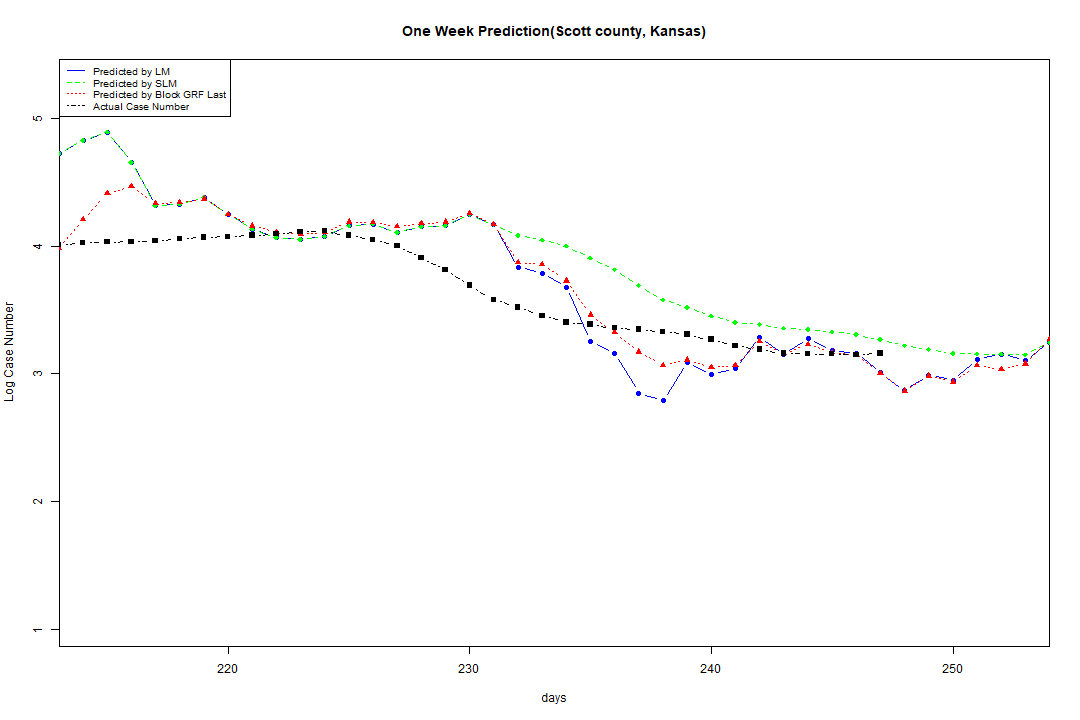 One Week Prediction(Scott county, Kansas)
Predicted by LM
Predicted by SLM
Predicted by Block GRF Last
Actual Case Number
5
4
3
2
1
Log Case Number
220 230 240 250
days